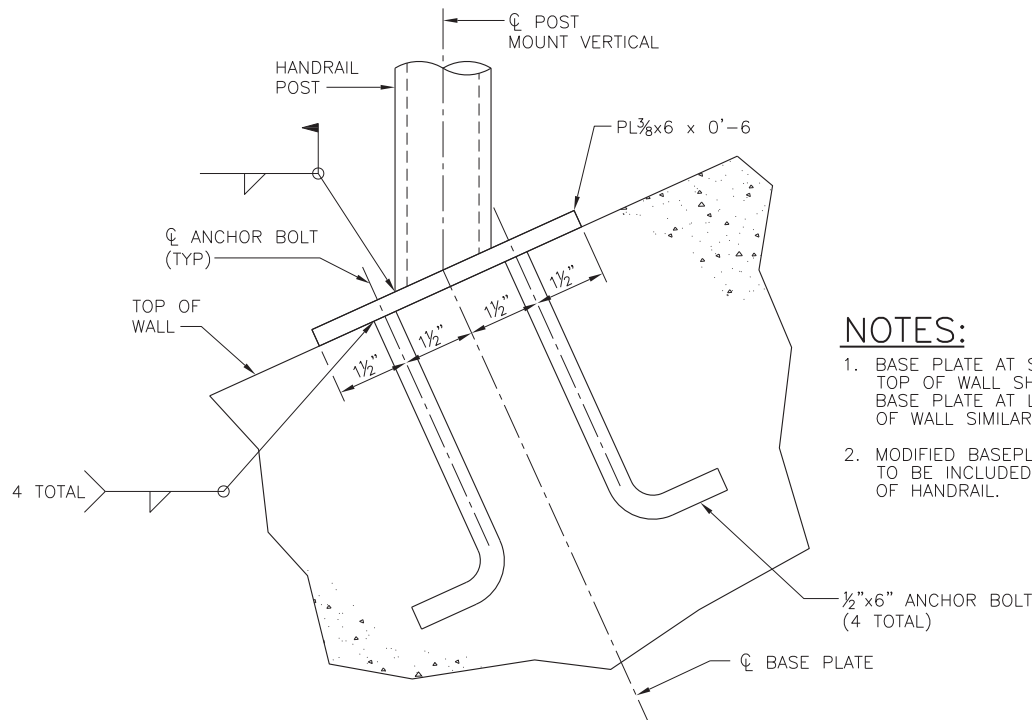 ℄ POST
MOUNT VERTICAL
HANDRAIL
POST
PL⅜x6 x 0'-6
℄ ANCHOR BOLT
(TYP)
TOP OF
WALL
1½"
1½"
1½"
1½"
NOTES:
1. BASE PLATE AT
TOP OF WALL
BASE PLATE AT
OF WALL SIMILAR
2. MODIFIED
TO BE INCLUDED
OF HANDRAIL.
4 TOTAL
½"x6" ANCHOR BOLT
(4 TOTAL)
℄ BASE PLATE